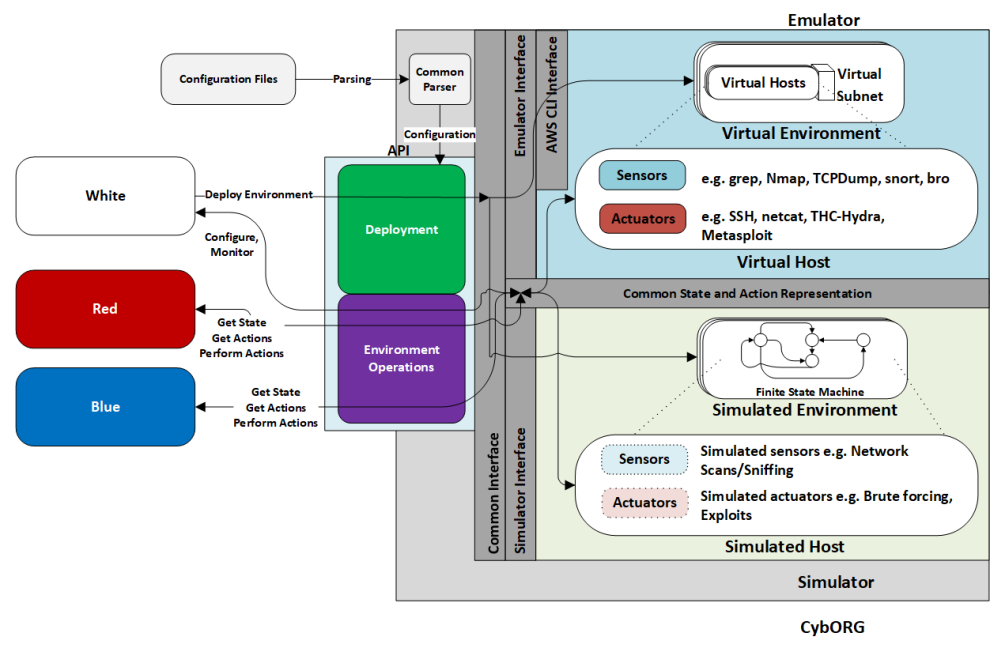 Emulator
Configuration Files
Parsing
Common
Parser
Configuration
API
Emulator Interface
AWS CLI Interface
Virtual Hosts
Virtual
Subnet
Virtual Environment
White
Deploy Environment
Configure,
Monitor
Deployment
Sensors
e.g. grep, Nmap, TCPDump, snort, bro
Actuators
e.g. SSH, netcat, THC-Hydra,
Metasploit
Virtual Host
Common State and Action Representation
Red
Get State
Get Actions
Perform Actions
Environment
Operations
Blue
Get State
Get Actions
Perform Actions
Common Interface
Simulator Interface
Finite State Machine
Simulated Environment
Sensors
Simulated sensors e.g. Network
Scans/Sniffing
Actuators
Simulated actuators e.g. Brute forcing,
Exploits
Simulated Host
Simulator
CybORG